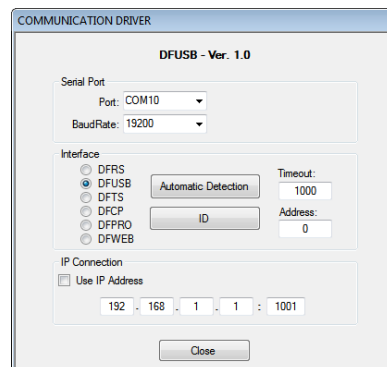 COMMUNICATION DRIVER
DFUSB - Ver. 1.0
Serial Port
Port: COM10
BaudRate: 19200
Interface
DFRS
DFUSB
DFTS
DFCP
DFPRO
DFWEB
Automatic Detection
ID
Timeout:
1000
Address:
0
IP Connection
Use IP Address
192 . 168 . 1 . 1 : 1001
Close